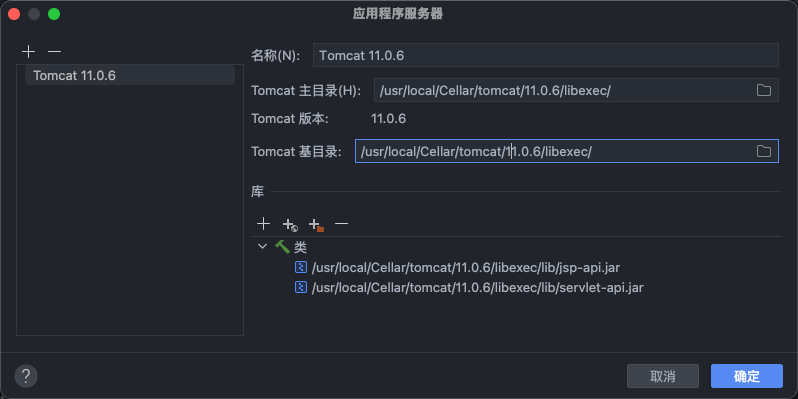 应用程序服务器
Tomcat 11.0.6
名称(N): Tomcat 11.0.6
Tomcat 主目录(H): /usr/local/Cellar/tomcat/11.0.6/libexec/
Tomcat 版本: 11.0.6
Tomcat 基目录: /usr/local/Cellar/tomcat/11.0.6/libexec/
库
类
/usr/local/Cellar/tomcat/11.0.6/libexec/lib/jsp-api.jar
/usr/local/Cellar/tomcat/11.0.6/libexec/lib/servlet-api.jar
? 取消 确定